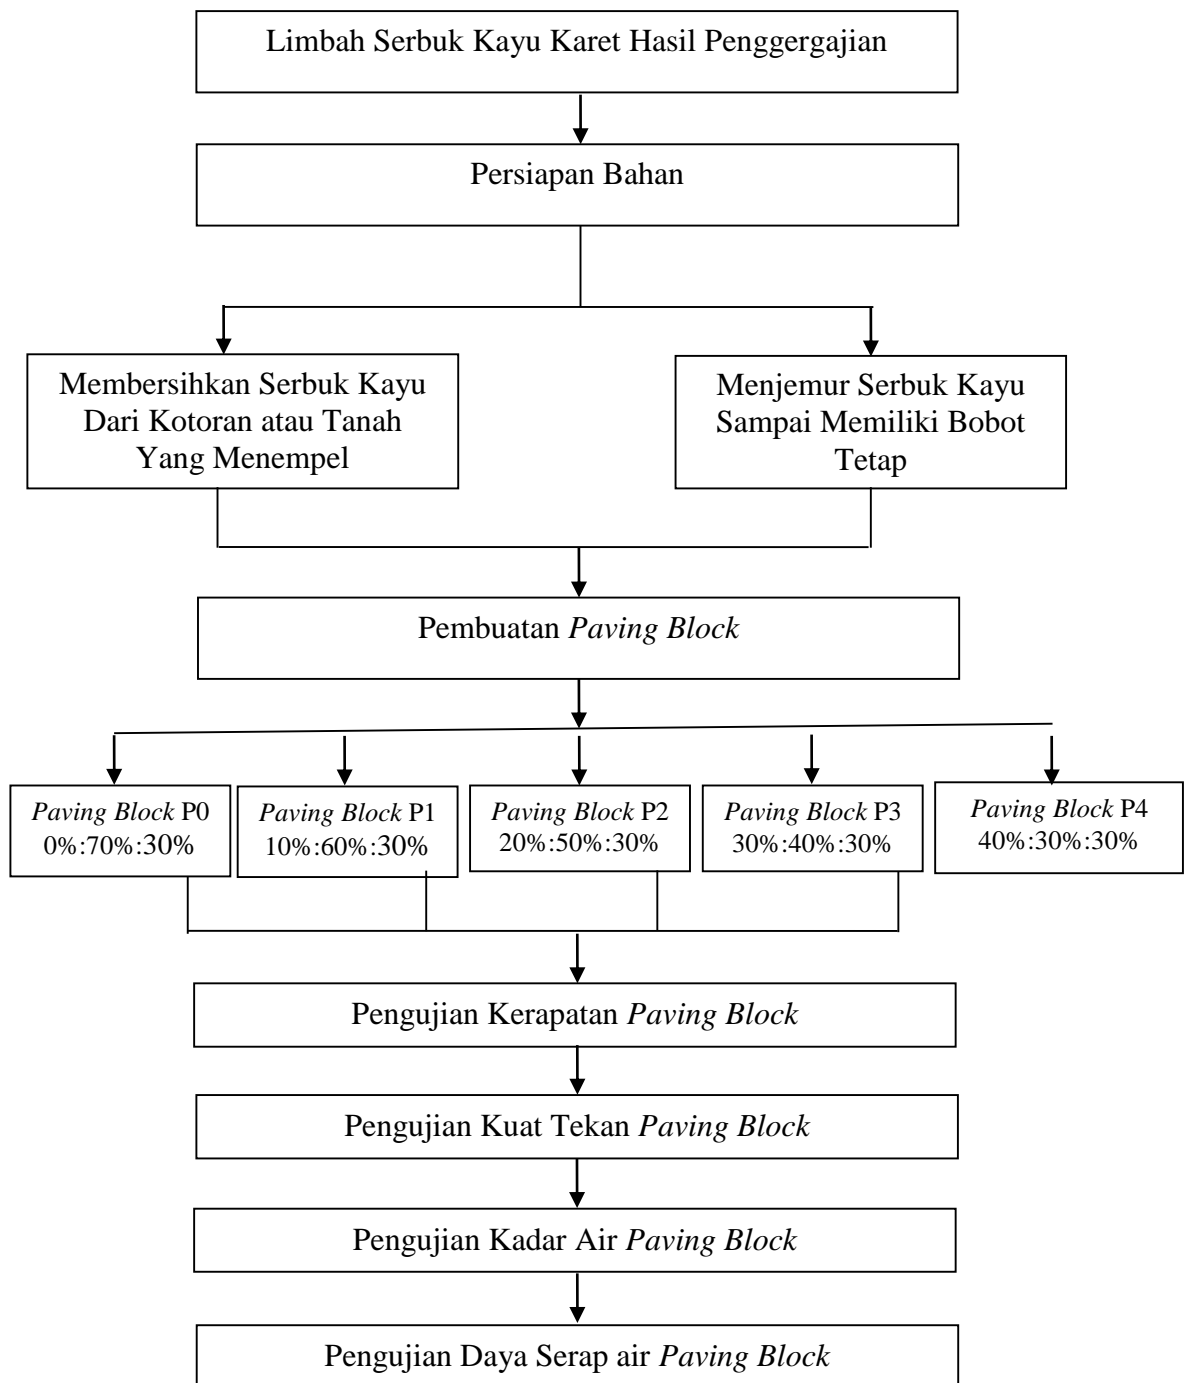 Limbah Serbuk Kayu Karet Hasil Penggergajian
Persiapan Bahan
Membersihkan Serbuk Kayu
Dari Kotoran atau Tanah
Yang Menempel
Menjemur Serbuk Kayu
Sampai Memiliki Bobot
Tetap
Pembuatan Paving Block
Paving Block P0
0%:70%:30%
Paving Block P1
10%:60%:30%
Paving Block P2
20%:50%:30%
Paving Block P3
30%:40%:30%
Paving Block P4
40%:30%:30%
Pengujian Kerapatan Paving Block
Pengujian Kuat Tekan Paving Block
Pengujian Kadar Air Paving Block
Pengujian Daya Serap air Paving Block